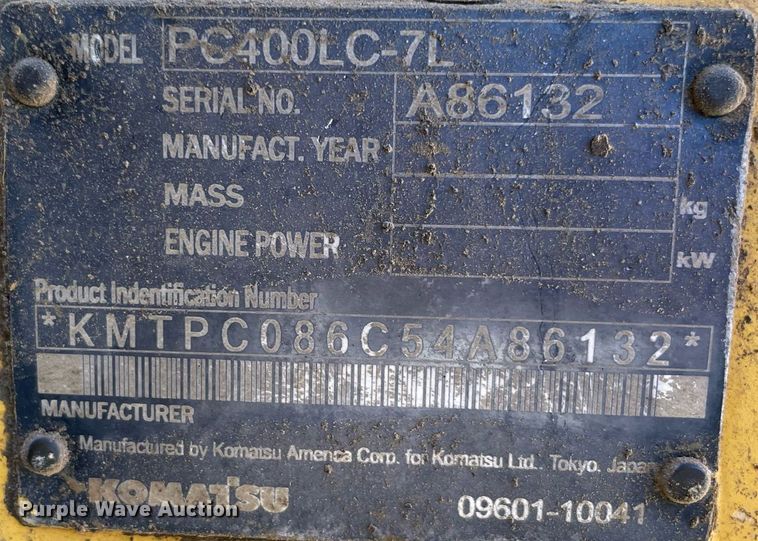 MODEL PC400LC-7L
SERIAL NO. A86132
MANUFACT. YEAR
MASS kg
ENGINE POWER kW
Product Indentification Number
*KMTPC086C54A86132*
MANUFACTURER
Manufactured by Komatsu America Corp. for Komatsu Ltd. Tokyo. Japan
KOMATSU 09601-10041
Purple Wave Auction